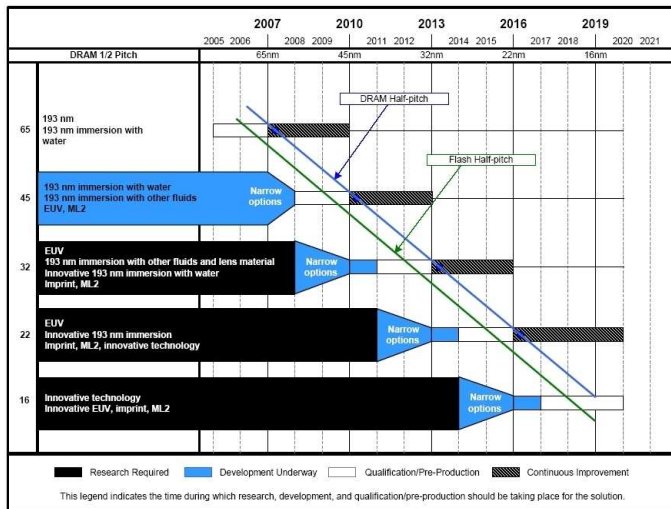 2007 2010 2013 2016 2019
2005 2006 2008 2009 2011 2012 2014 2015 2017 2018 2020 2021
DRAM 1/2 Pitch 65nm 45nm 32nm 22nm 16nm
DRAM Half-pitch
65
193 nm
193 nm immersion with
water
Flash Half-pitch
45
193 nm immersion with water
193 nm immersion with other fluids
EUV, ML2
Narrow
options
32
EUV
193 nm immersion with other fluids and lens material
Innovative 193 nm immersion with water
Imprint, ML2
Narrow
options
22
EUV
Innovative 193 nm immersion
Imprint, ML2, innovative technology
Narrow
options
16
Innovative technology
Innovative EUV, imprint, ML2
Narrow
options
Research Required Development Underway Qualification/Pre-Production Continuous Improvement
This legend indicates the time during which research, development, and qualification/pre-production should be taking place for the solution.